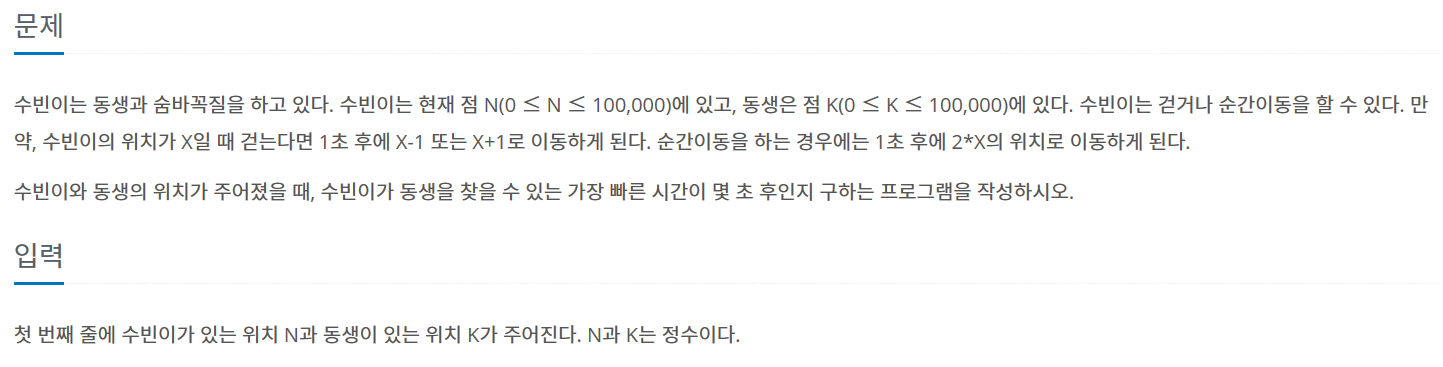 문제
수빈이는 동생과 숨바꼭질을 하고 있다. 수빈이는 현재 점 N(0 ≤ N ≤ 100,000)에 있고, 동생은 점 K(0 ≤ K ≤ 100,000)에 있다. 수빈이는 걷거나 순간이동을 할 수 있다. 만
약, 수빈이의 위치가 X일 때 걷는다면 1초 후에 X-1 또는 X+1로 이동하게 된다. 순간이동을 하는 경우에는 1초 후에 2*X의 위치로 이동하게 된다.
수빈이와 동생의 위치가 주어졌을 때, 수빈이가 동생을 찾을 수 있는 가장 빠른 시간이 몇 초 후인지 구하는 프로그램을 작성하시오.
입력
첫 번째 줄에 수빈이가 있는 위치 N과 동생이 있는 위치 K가 주어진다. N과 K는 정수이다.